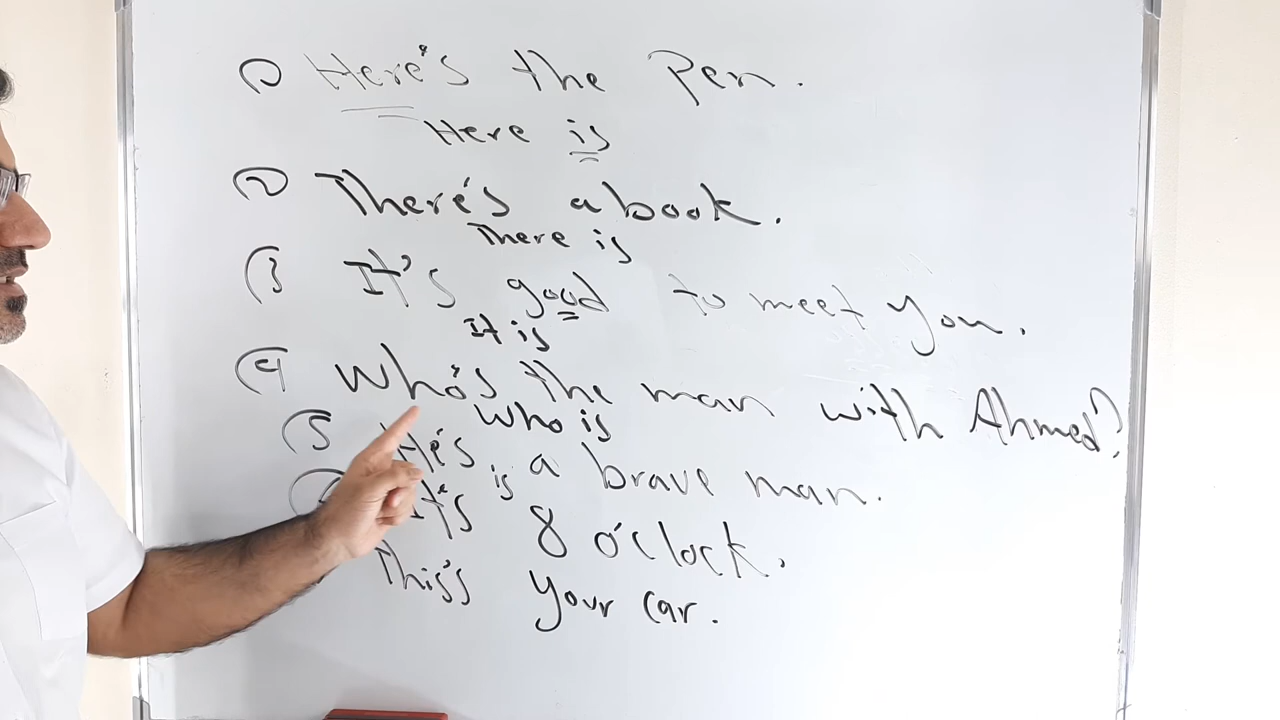 ① Here's the Pen.
Here is
② There's a book.
There is
③ It's good to meet you.
It is
④ Who's the man with Ahmed?
Who is
⑤ He's a brave man.
is
It's 8 o'clock.
This's your car.